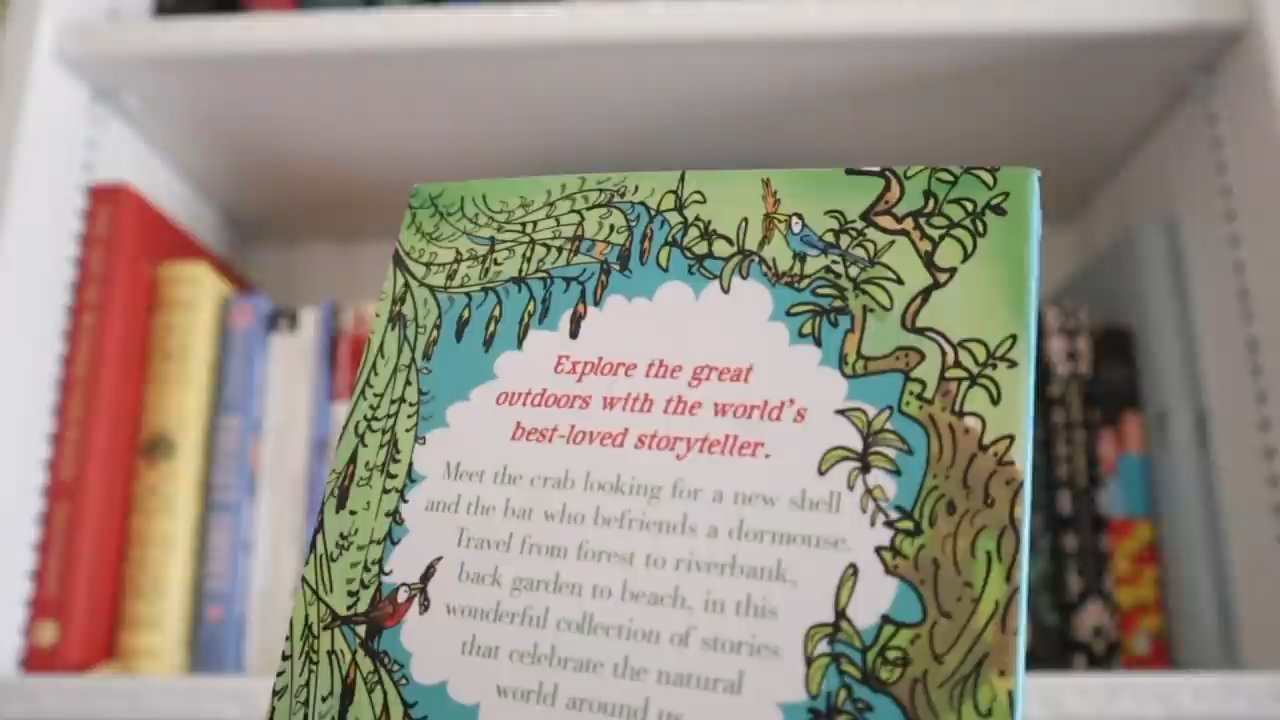 Explore the great
outdoors with the world's
best-loved storyteller.
Meet the crab looking for a new shell
and the bat who befriends a dormouse.
Travel from forest to riverbank,
back garden to beach, in this
wonderful collection of stories
that celebrate the natural
world around us